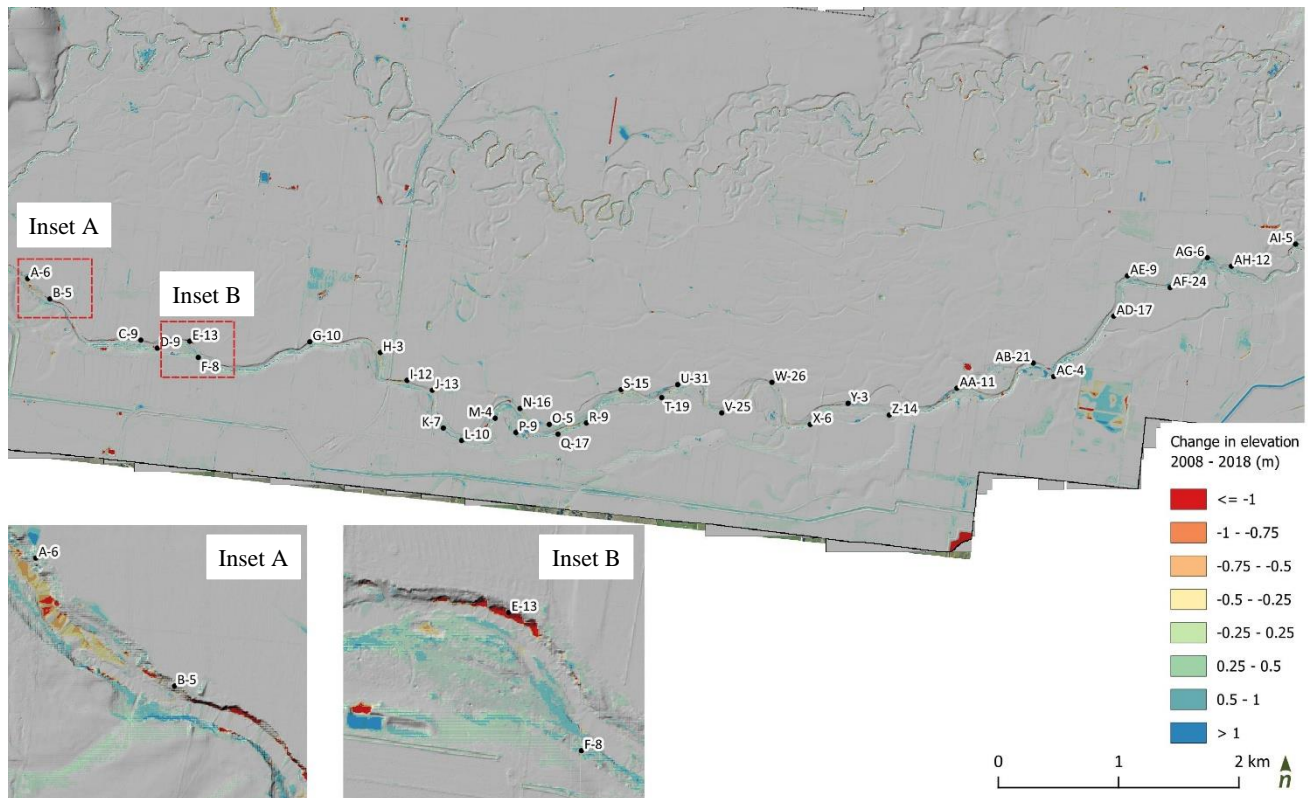 Inset A
A-6
B-5
Inset B
C-9
D-9
E-13
F-8
G-10
H-3
I-12
J-13
K-7
L-10
M-4
N-16
O-5
P-9
Q-17
R-9
S-15
T-19
U-31
V-25
W-26
X-6
Y-3
Z-14
AA-11
AB-21
AC-4
AD-17
AE-9
AF-24
AG-6
AH-12
AI-5
Inset A
A-6
B-5
Inset B
E-13
F-8
Change in elevation
2008 - 2018 (m)
<= -1
-1 - -0.75
-0.75 - -0.5
-0.5 - -0.25
-0.25 - 0.25
0.25 - 0.5
0.5 - 1
> 1
0 1 2 km
n